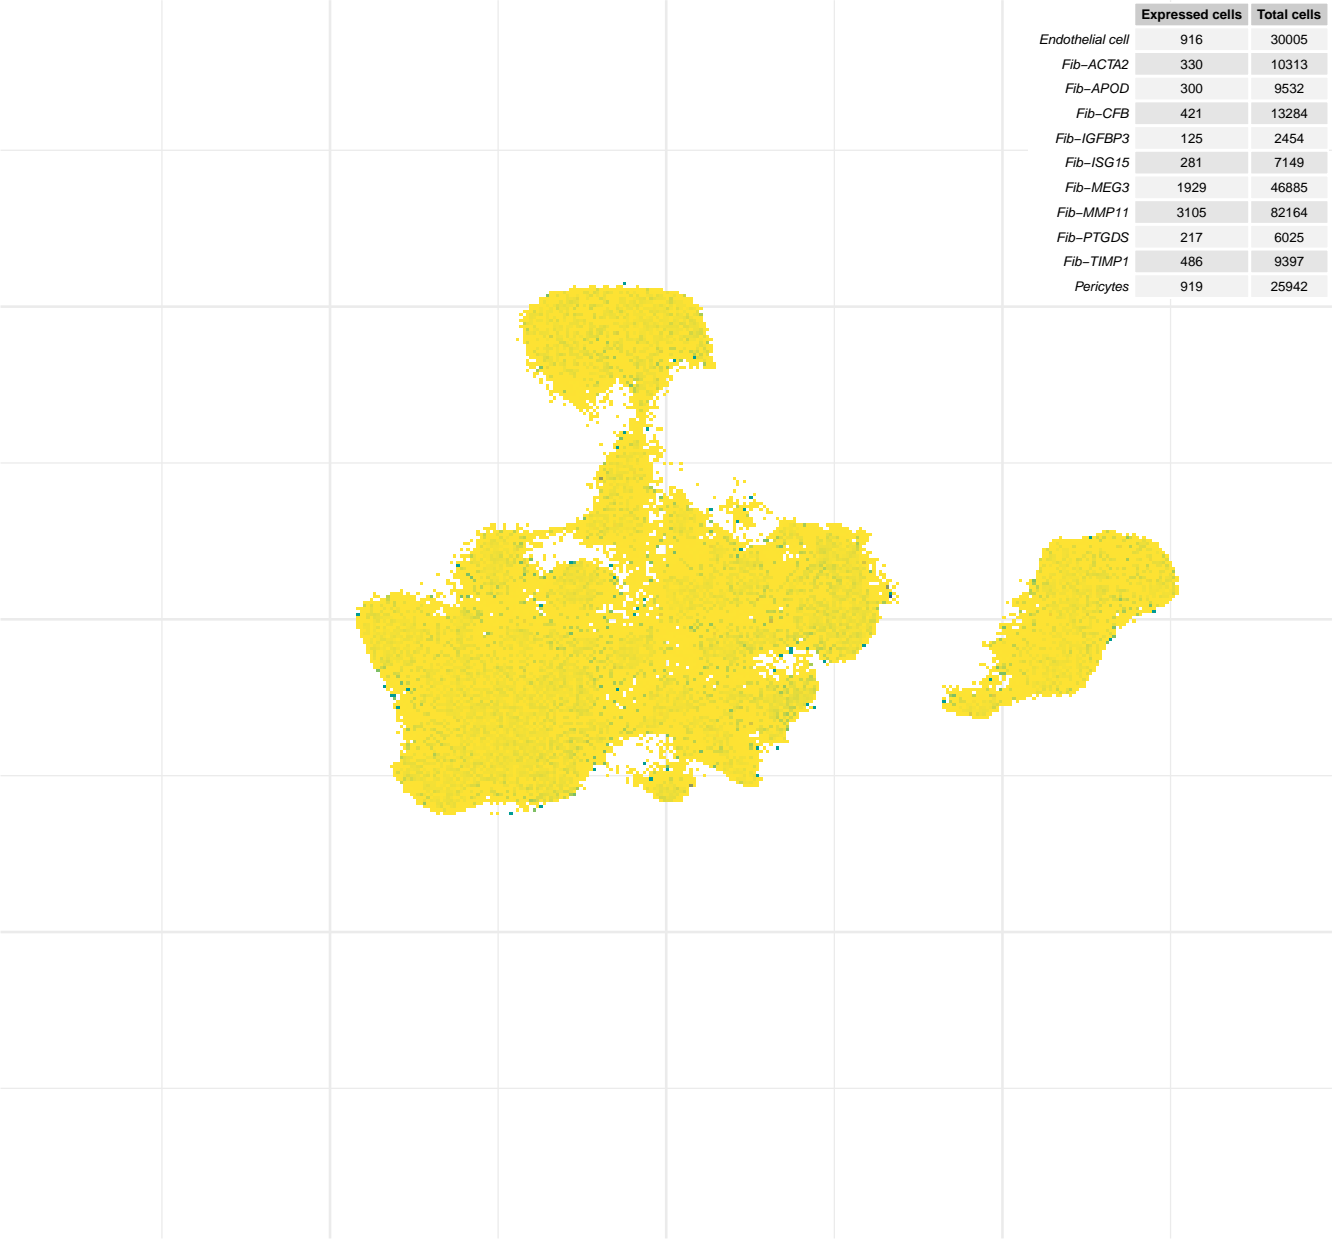 Expressed cells Total cells
Endothelial cell 916 30005
Fib−ACTA2 330 10313
Fib−APOD 300 9532
Fib−CFB 421 13284
Fib−IGFBP3 125 2454
Fib−ISG15 281 7149
Fib−MEG3 1929 46885
Fib−MMP11 3105 82164
Fib−PTGDS 217 6025
Fib−TIMP1 486 9397
Pericytes 919 25942